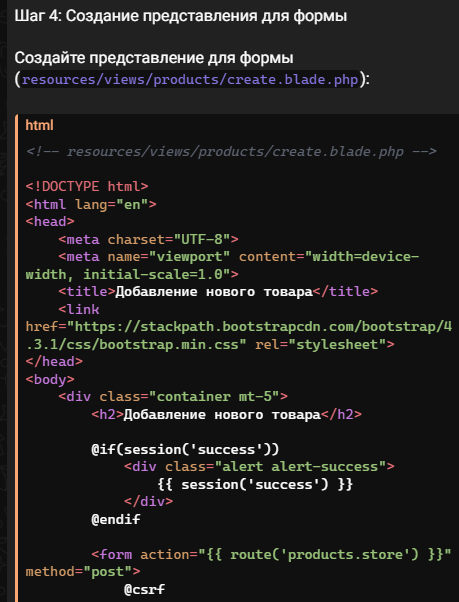 Шаг 4: Создание представления для формы
Создайте представление для формы
(resources/views/products/create.blade.php):
html
<!-- resources/views/products/create.blade.php -->
<!DOCTYPE html>
<html lang="en">
<head>
    <meta charset="UTF-8">
    <meta name="viewport" content="width=device-
width, initial-scale=1.0">
    <title>Добавление нового товара</title>
    <link
href="https://stackpath.bootstrapcdn.com/bootstrap/4
.3.1/css/bootstrap.min.css" rel="stylesheet">
</head>
<body>
    <div class="container mt-5">
        <h2>Добавление нового товара</h2>
        @if(session('success'))
            <div class="alert alert-success">
                {{ session('success') }}
            </div>
        @endif
        <form action="{{ route('products.store') }}"
method="post">
            @csrf